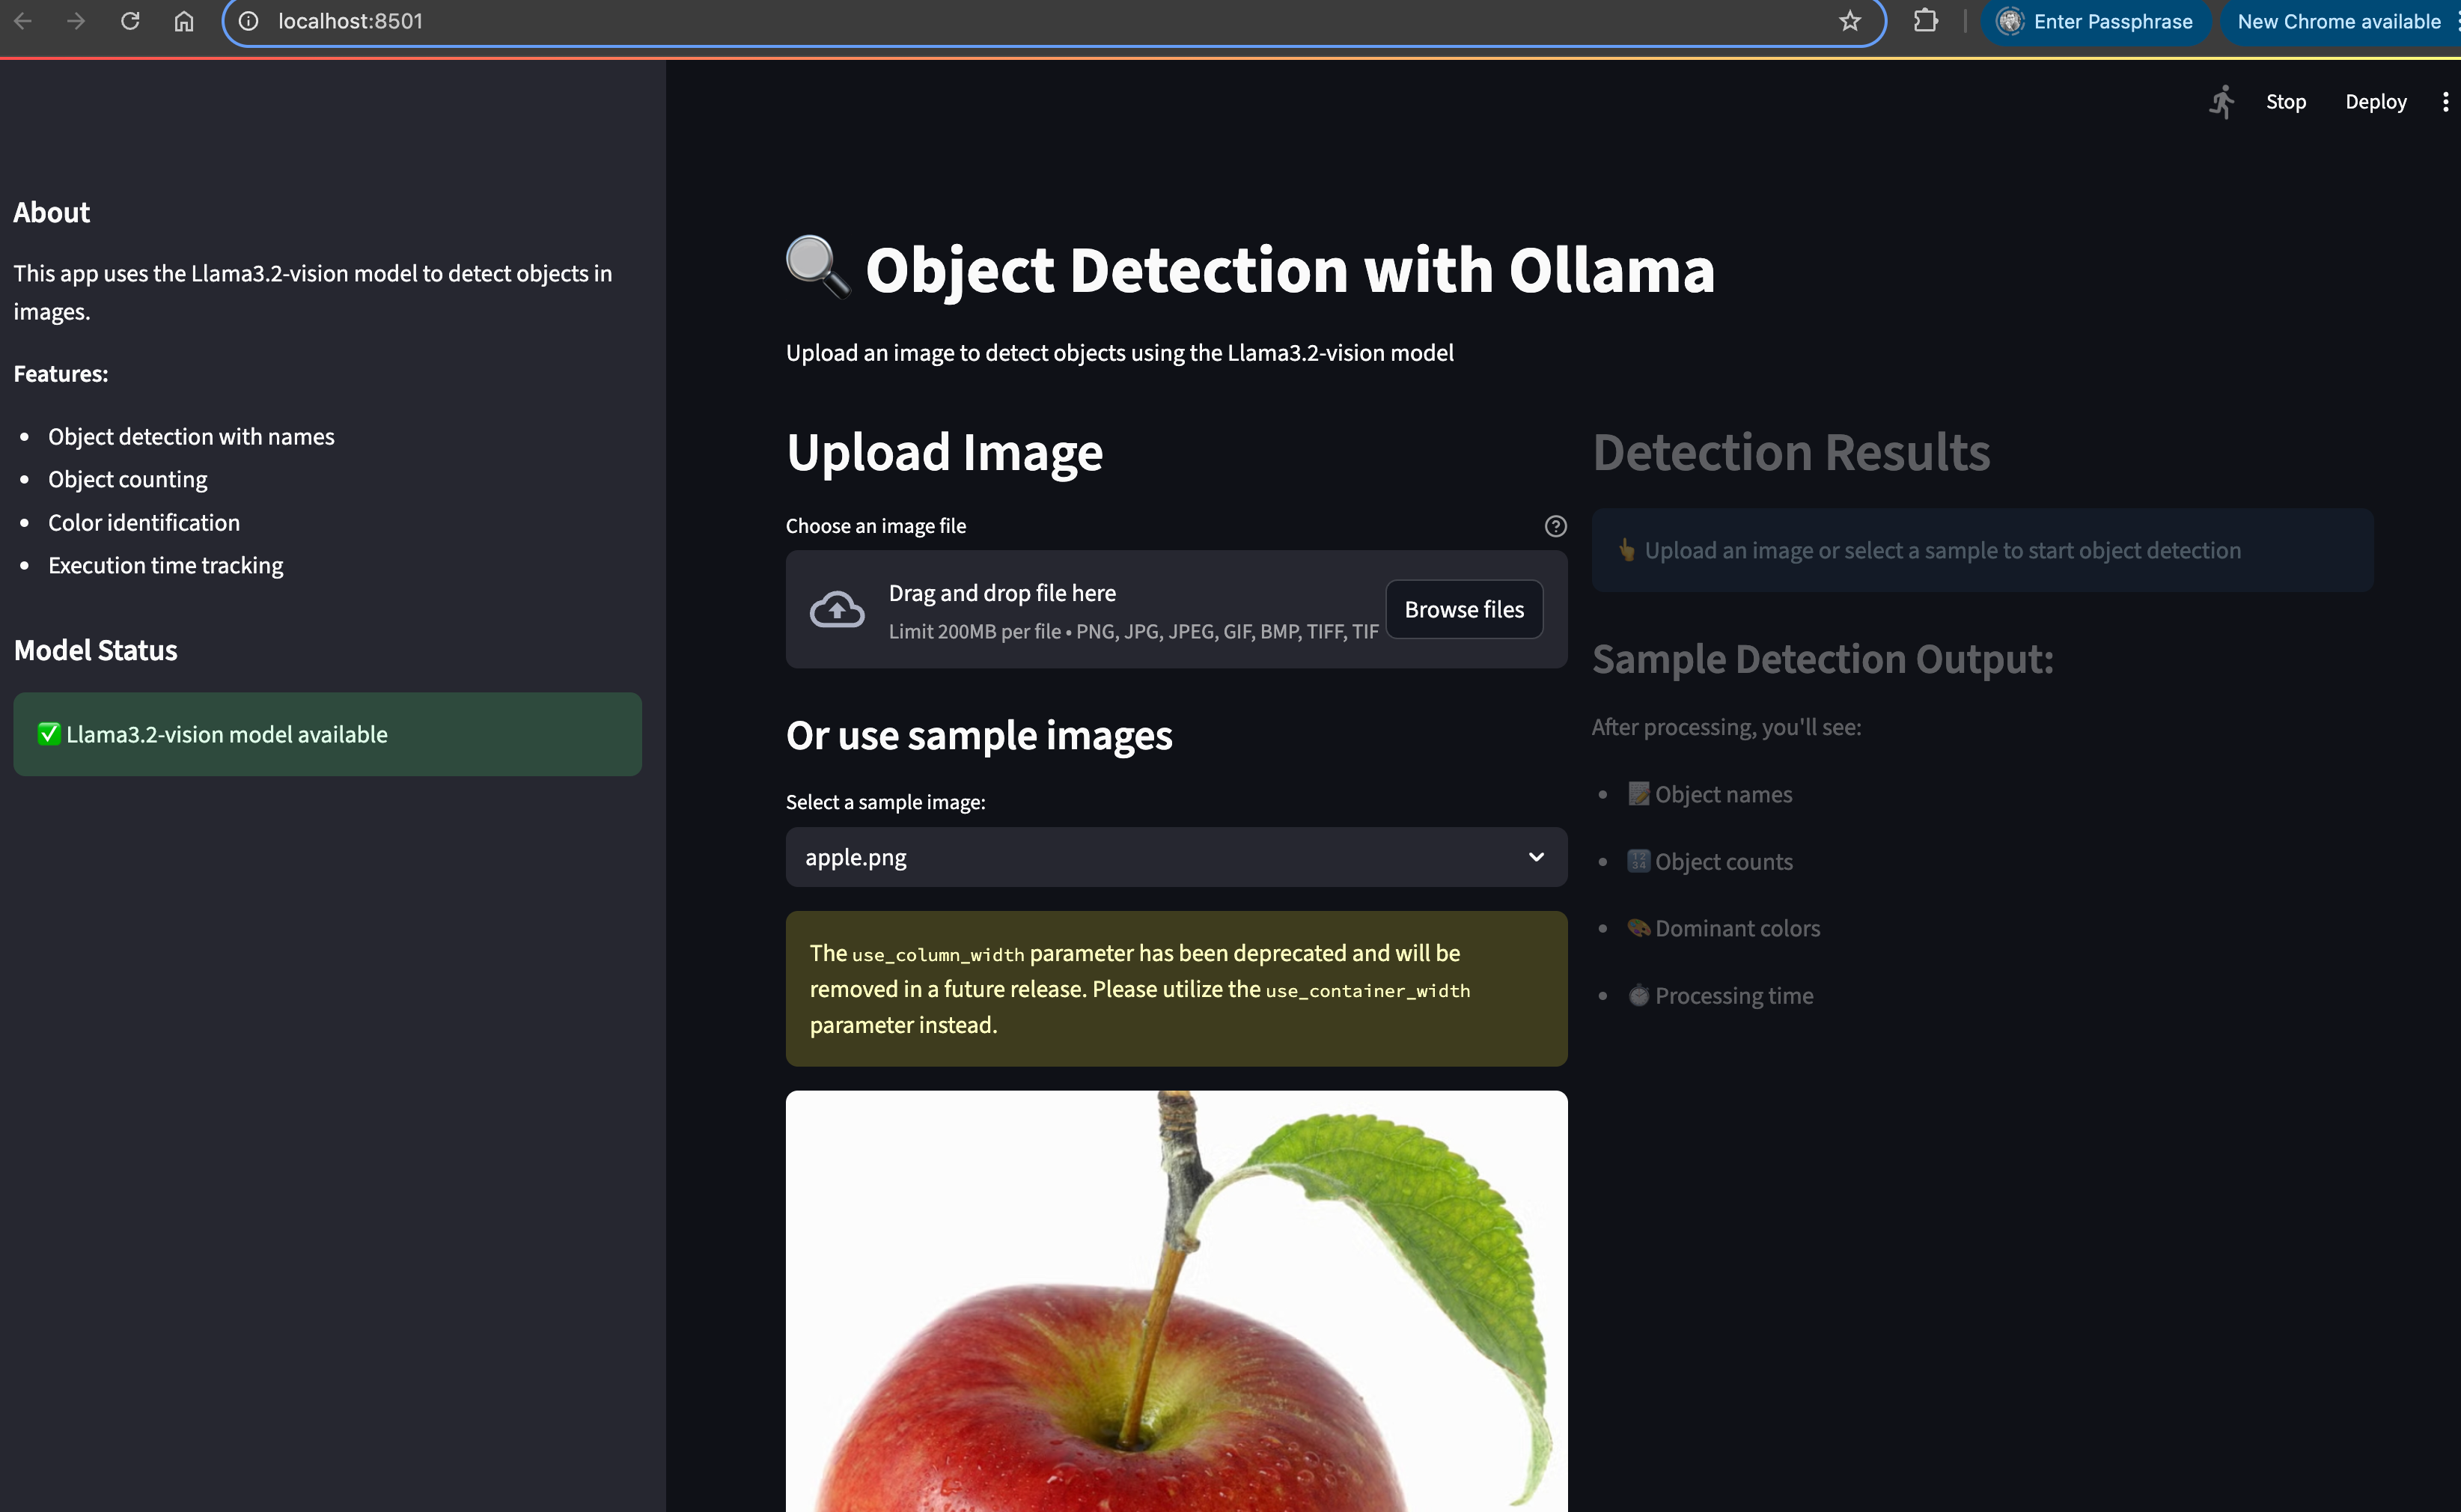 localhost:8501
Enter Passphrase
New Chrome available
Stop
Deploy
About
This app uses the Llama3.2-vision model to detect objects in
images.
Features:
Object detection with names
Object counting
Color identification
Execution time tracking
Model Status
✅ Llama3.2-vision model available
🔍 Object Detection with Ollama
Upload an image to detect objects using the Llama3.2-vision model
Upload Image
Choose an image file
Drag and drop file here
Limit 200MB per file • PNG, JPG, JPEG, GIF, BMP, TIFF, TIF
Browse files
Or use sample images
Select a sample image:
apple.png
The use_column_width parameter has been deprecated and will be
removed in a future release. Please utilize the use_container_width
parameter instead.
Detection Results
👆 Upload an image or select a sample to start object detection
Sample Detection Output:
After processing, you'll see:
📝 Object names
🔢 Object counts
🎨 Dominant colors
⏱️ Processing time